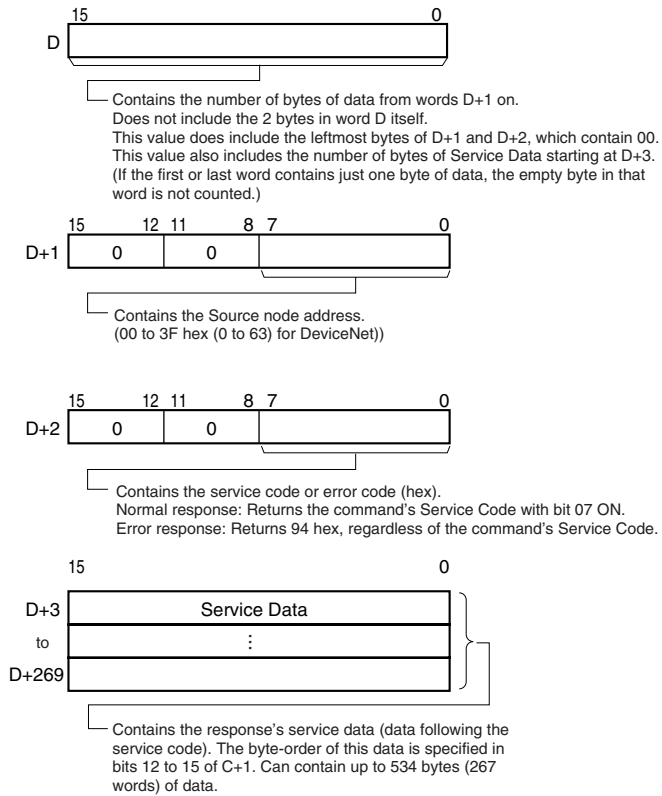 15 0
D
Contains the number of bytes of data from words D+1 on.
Does not include the 2 bytes in word D itself.
This value does include the leftmost bytes of D+1 and D+2, which contain 00.
This value also includes the number of bytes of Service Data starting at D+3.
(If the first or last word contains just one byte of data, the empty byte in that
word is not counted.)
15 12 11 8 7 0
D+1 0 0
Contains the Source node address.
(00 to 3F hex (0 to 63) for DeviceNet))
15 12 11 8 7 0
D+2 0 0
Contains the service code or error code (hex).
Normal response: Returns the command's Service Code with bit 07 ON.
Error response: Returns 94 hex, regardless of the command's Service Code.
15 0
D+3 Service Data
to ⋮
D+269
Contains the response's service data (data following the
service code). The byte-order of this data is specified in
bits 12 to 15 of C+1. Can contain up to 534 bytes (267
words) of data.